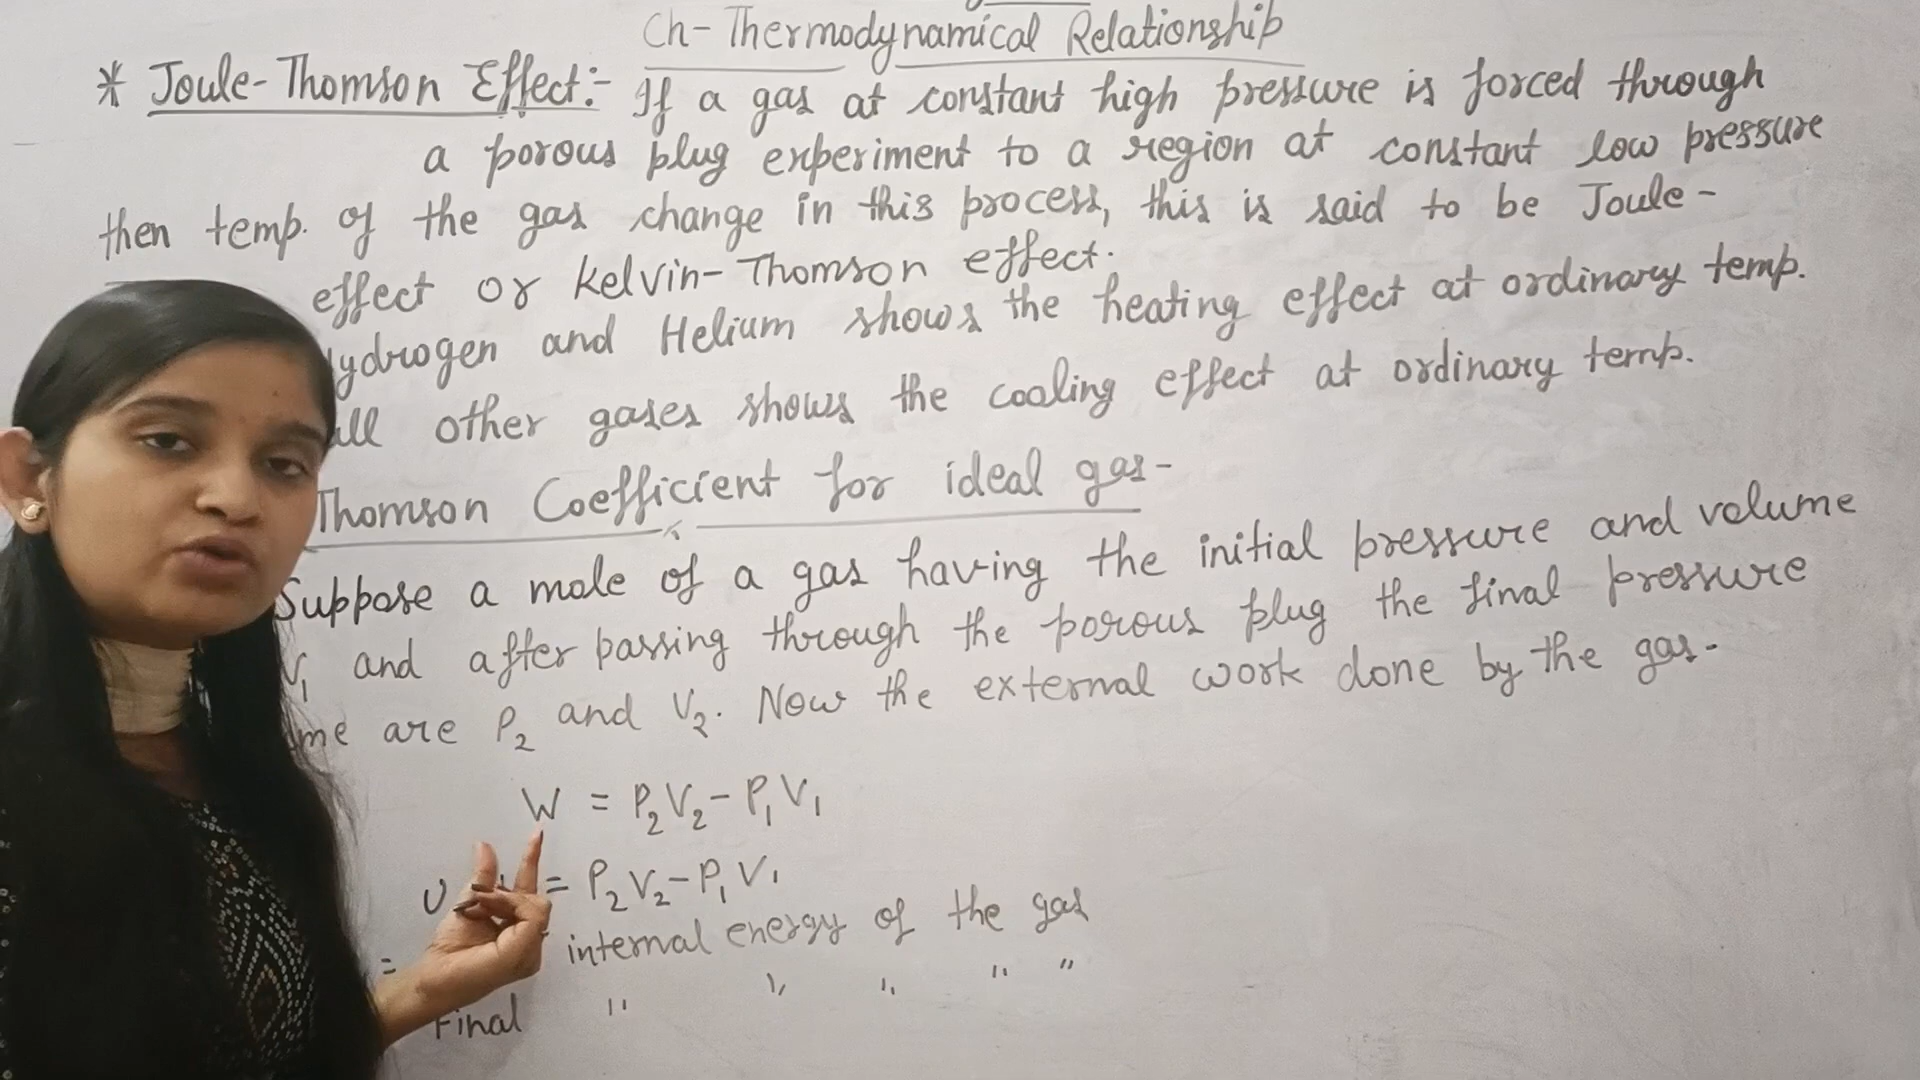 Ch- Thermodynamical Relationship
* Joule-Thomson Effect:- If a gas at constant high pressure is forced through
a porous plug experiment to a region at constant low pressure
then temp. of the gas change in this process, this is said to be Joule-
effect or Kelvin-Thomson effect.
ydrogen and Helium shows the heating effect at ordinary temp.
all other gases shows the cooling effect at ordinary temp.
Thomson Coefficient for ideal gas-
Suppose a mole of a gas having the initial pressure and volume
V₁ and after passing through the porous plug the final pressure
me are P₂ and V₂. Now the external work done by the gas-
W = P₂V₂ - P₁V₁
U = P₂V₂ - P₁V₁
= internal energy of the gas
Final " " " " "